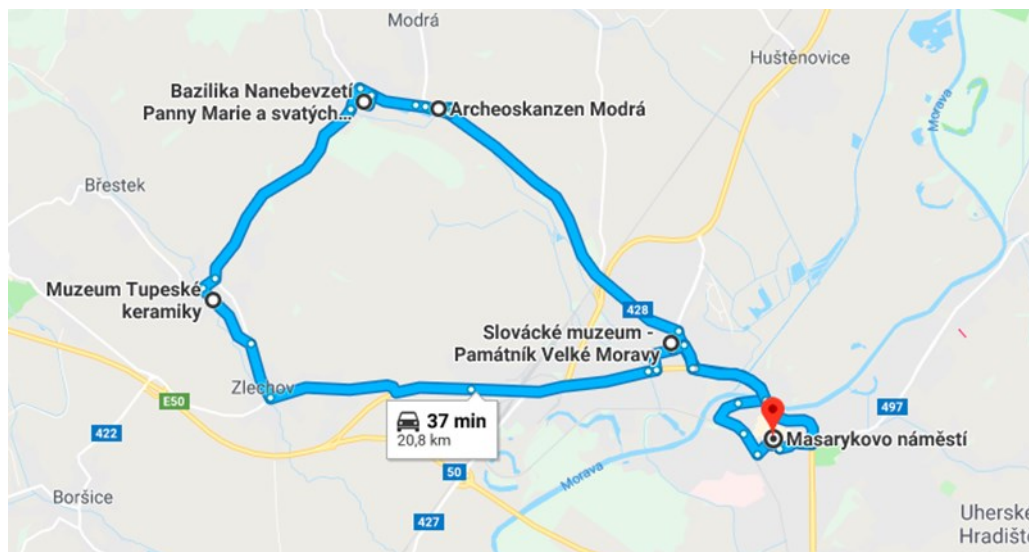 Modrá
Huštěnovice
Morava
Bazilika Nanebevzetí
Panny Marie a svatých...
Archeoskanzen Modrá
Břestek
Muzeum Tupeské
keramiky
428
Slovácké muzeum -
Památník Velké Moravy
Zlechov
E50
37 min
20,8 km
497
422
Masarykovo náměstí
50
Morava
Boršice
427
Uherské
Hradiště